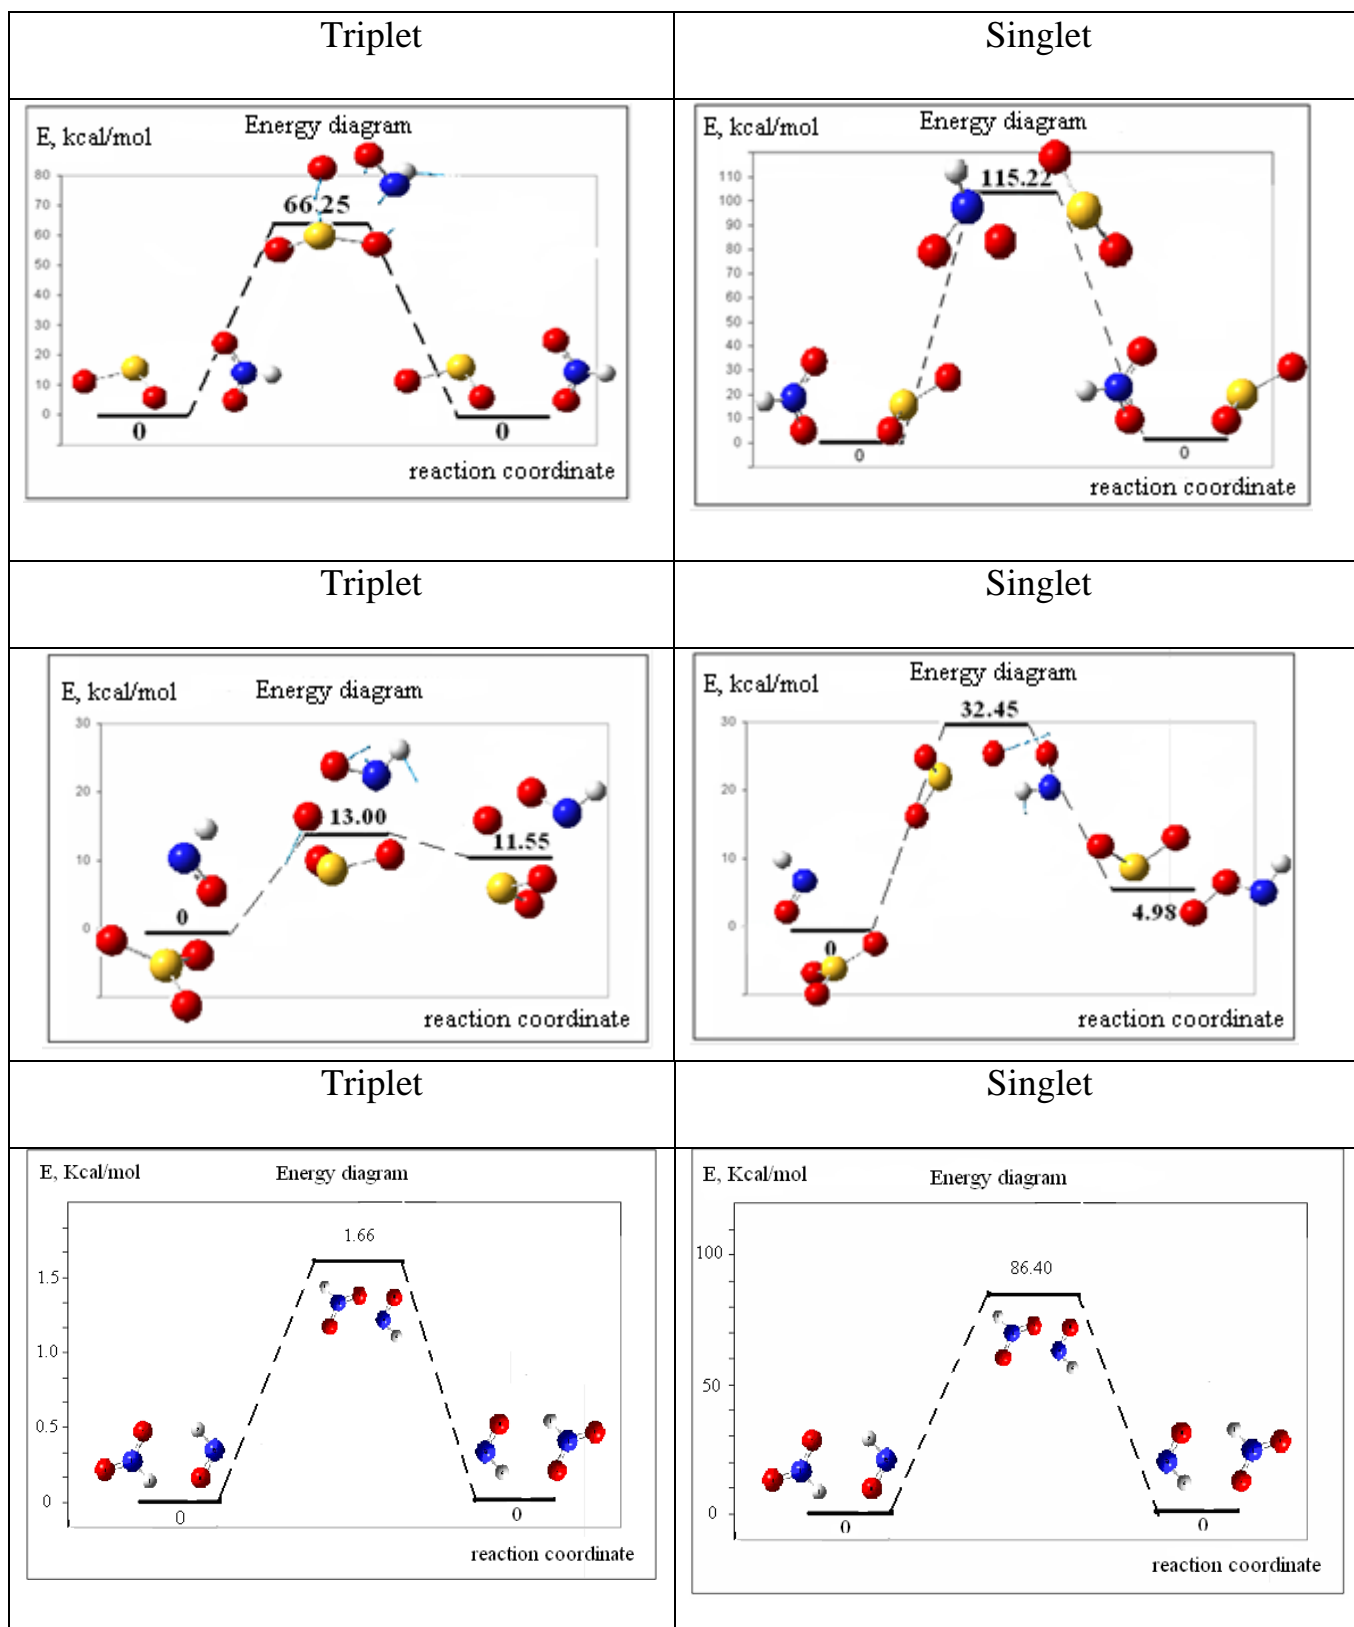 Triplet
Singlet
E, kcal/mol
Energy diagram
80
70
60
50
40
30
20
10
0
66.25
0
0
reaction coordinate
E, kcal/mol
Energy diagram
110
100
90
80
70
60
50
40
30
20
10
0
115.22
0
0
reaction coordinate
Triplet
Singlet
E, kcal/mol
Energy diagram
30
20
10
0
0
13.00
11.55
reaction coordinate
E, kcal/mol
Energy diagram
30
20
10
0
0
32.45
4.98
reaction coordinate
Triplet
Singlet
E, Kcal/mol
Energy diagram
1.5
1.0
0.5
0
1.66
0
0
reaction coordinate
E, Kcal/mol
Energy diagram
100
50
0
86.40
0
0
reaction coordinate